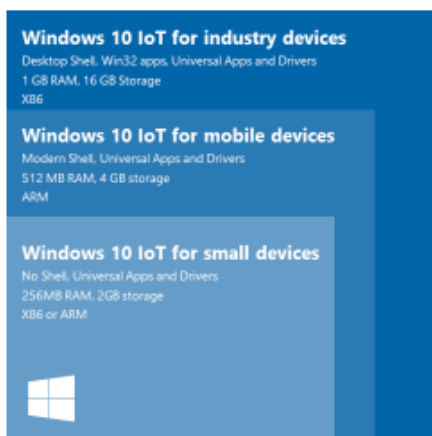 Windows 10 IoT for industry devices
Desktop Shell, Win32 apps, Universal Apps and Drivers
1 GB RAM, 16 GB Storage
X86
Windows 10 IoT for mobile devices
Modern Shell, Universal Apps and Drivers
512 MB RAM, 4 GB storage
ARM
Windows 10 IoT for small devices
No Shell, Universal Apps and Drivers
256MB RAM, 2GB storage
X86 or ARM